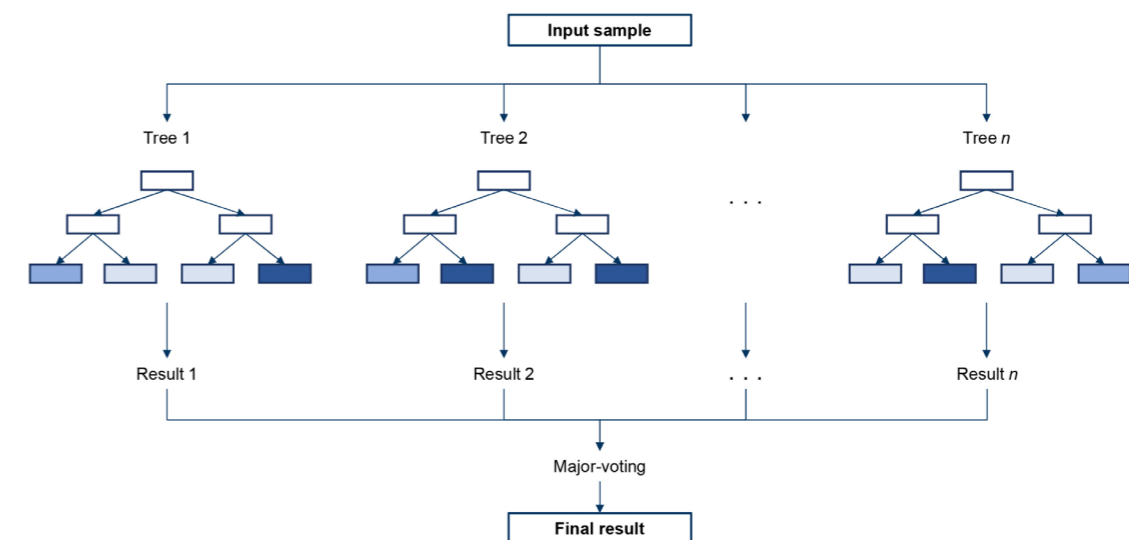 Input sample
Tree 1
Tree 2
Tree n
. . .
Result 1
Result 2
. . .
Result n
Major-voting
Final result